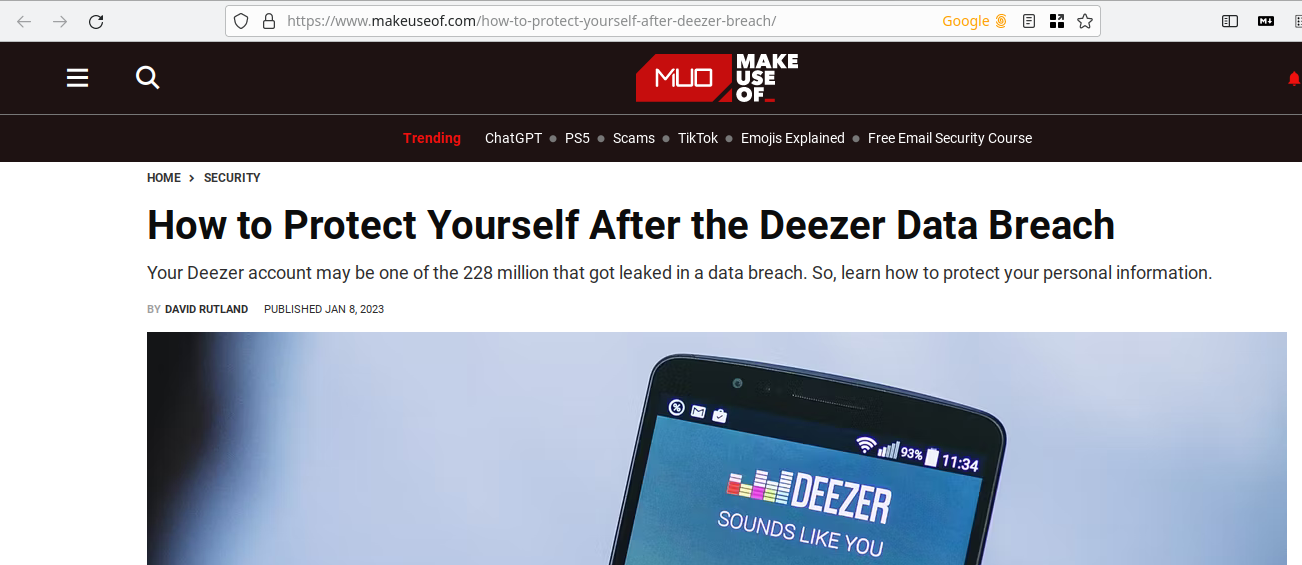 https://www.makeuseof.com/how-to-protect-yourself-after-deezer-breach/ Google
MUO MAKE
USE
OF_
Trending ChatGPT PS5 Scams TikTok Emojis Explained Free Email Security Course
HOME > SECURITY
How to Protect Yourself After the Deezer Data Breach
Your Deezer account may be one of the 228 million that got leaked in a data breach. So, learn how to protect your personal information.
BY DAVID RUTLAND PUBLISHED JAN 8, 2023
93% 11:34
DEEZER
SOUNDS LIKE YOU